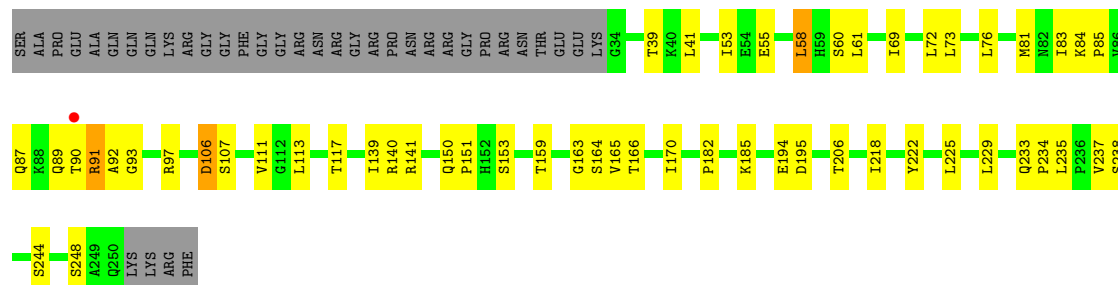 SER ALA PRO GLU ALA GLN GLN GLN LYS ARG GLY GLY PHE GLY GLY ARG ASN ARG GLY ARG PRO ASN ARG ARG GLY PRO ARG ASN THR GLU GLU LYS G34 T39 K40 L41 I53 E54 E55 L58 H59 S60 L61 I69 L72 L73 L76 M81 N82 I83 K84 P85 V86
Q87 K88 Q89 T90 R91 A92 G93 R97 D106 S107 V111 G112 L113 T117 I139 R140 R141 Q150 P151 H152 S153 T159 G163 S164 V165 T166 I170 P182 K185 E194 D195 T206 I218 Y222 L225 L229 Q233 P234 L235 P236 V237 S238
S244 S248 A249 Q250 LYS LYS ARG PHE